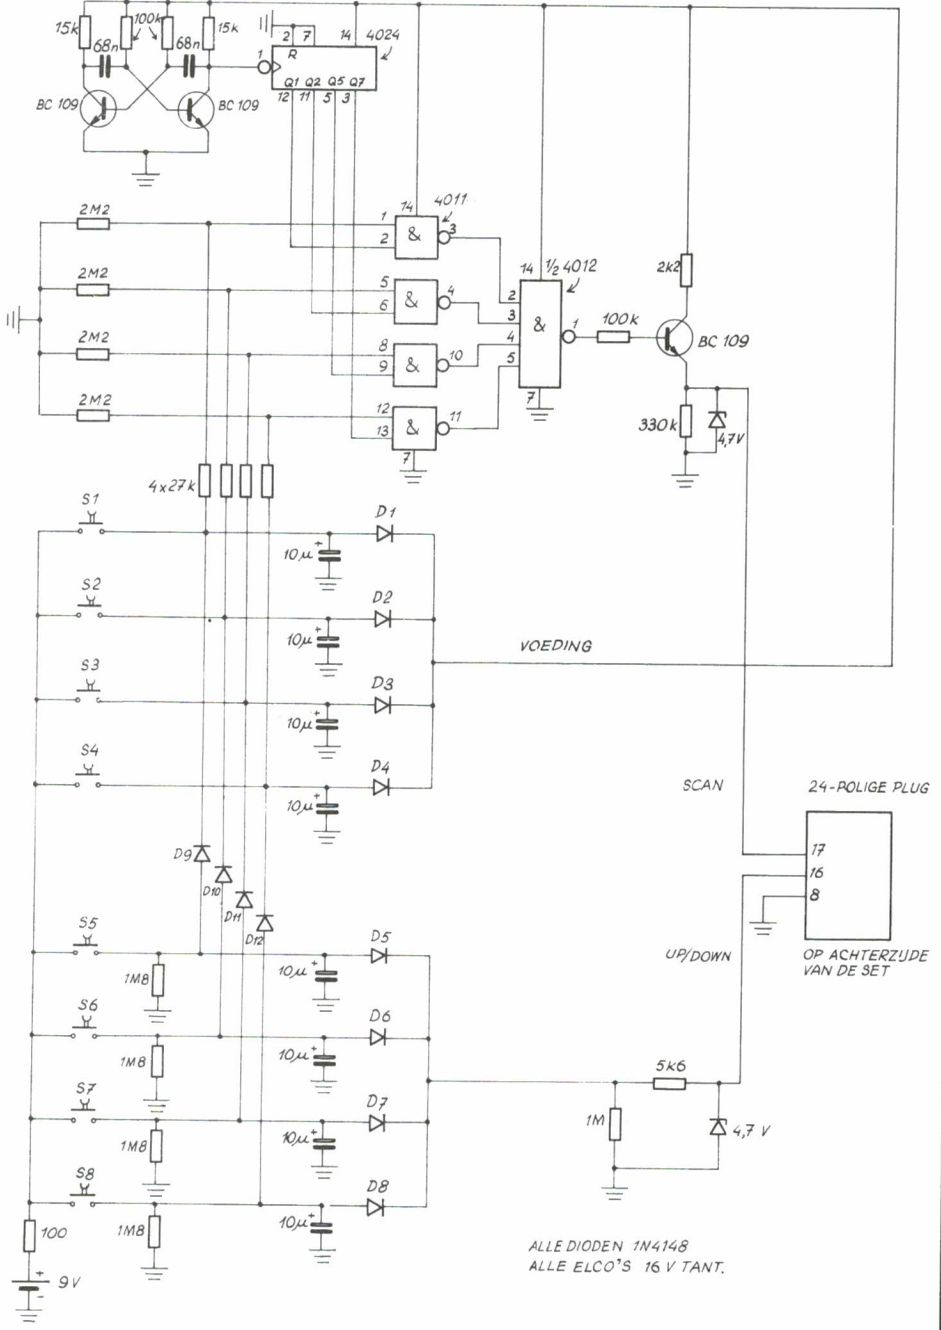 15k
100k
15k
68n
68n
BC 109
BC 109
2 7 14 4024
1
R
Q1 Q2 Q5 Q7
12 11 5 3
2M2
2M2
2M2
2M2
14 4011
1
2
&
3
5
6
&
4
8
9
&
10
12
13
&
11
7
14 1/2 4012
2
3
4
5
&
1
7
100k
2k2
BC 109
330k
4,7V
4x27k
S1
10µ +
D1
S2
10µ +
D2
S3
10µ +
D3
S4
10µ +
D4
VOEDING
SCAN
24-POLIGE PLUG
17
16
8
UP/DOWN
OP ACHTERZIJDE
VAN DE SET
D9
D10
D11
D12
S5
1M8
10µ +
D5
S6
1M8
10µ +
D6
S7
1M8
10µ +
D7
S8
1M8
10µ +
D8
5k6
1M
4,7 V
100
+
9V
-
ALLE DIODEN 1N4148
ALLE ELCO'S 16 V TANT.